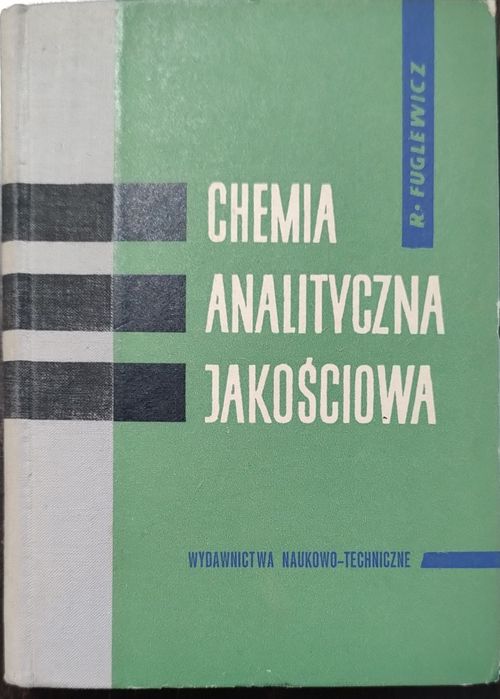 R. FUGLEWICZ
CHEMIA
ANALITYCZNA
JAKOŚCIOWA
WYDAWNICTWA NAUKOWO-TECHNICZNE